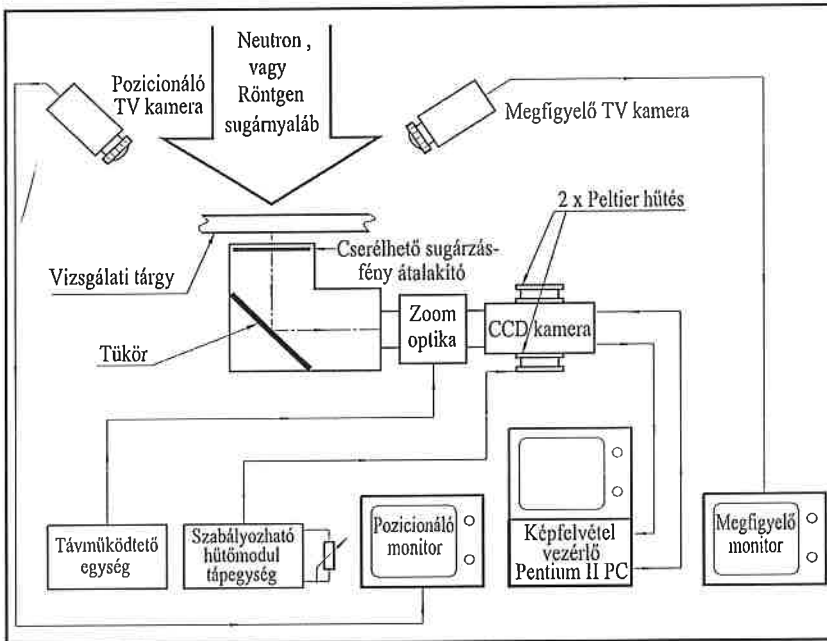 Neutron ,
vagy
Röntgen
sugárnyaláb
Pozicionáló
TV kamera
Megfigyelő TV kamera
2 x Peltier hűtés
Cserélhető sugárzás-
fény átalakító
Vizsgálati tárgy
Zoom
optika
CCD kamera
Tükör
Távműködtető
egység
Szabályozható
hűtőmodul
tápegység
Pozicionáló
monitor
Képfelvétel
vezérlő
Pentium II PC
Megfigyelő
monitor